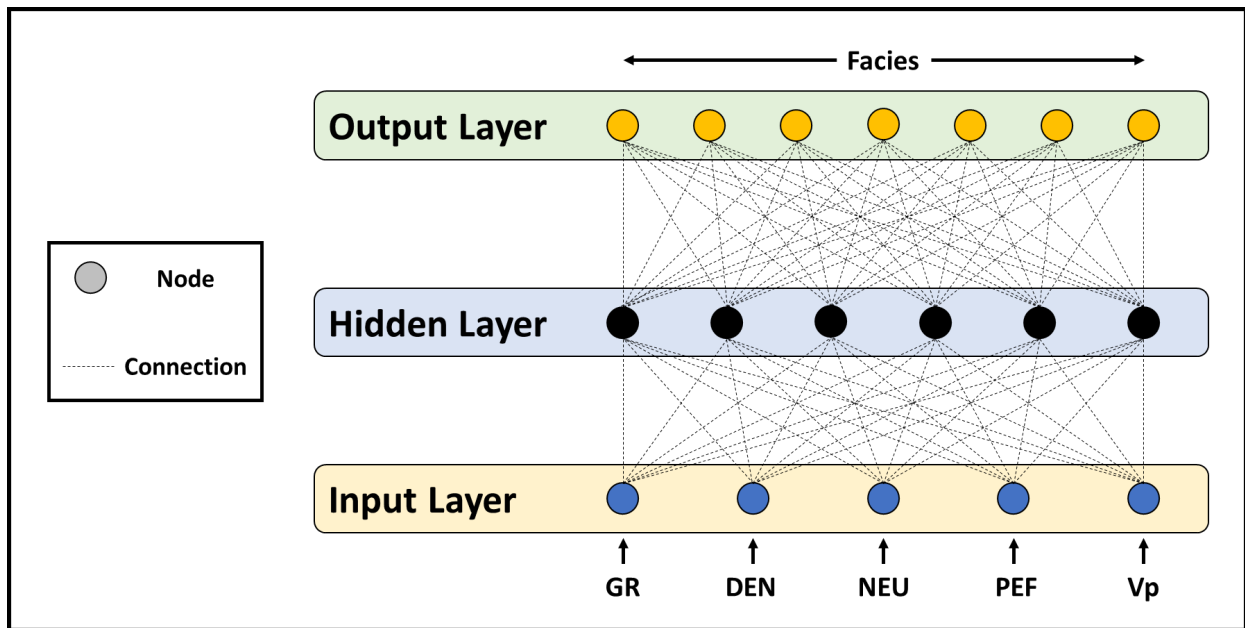 Facies
Output Layer
Node
Hidden Layer
Connection
Input Layer
GR DEN NEU PEF Vp